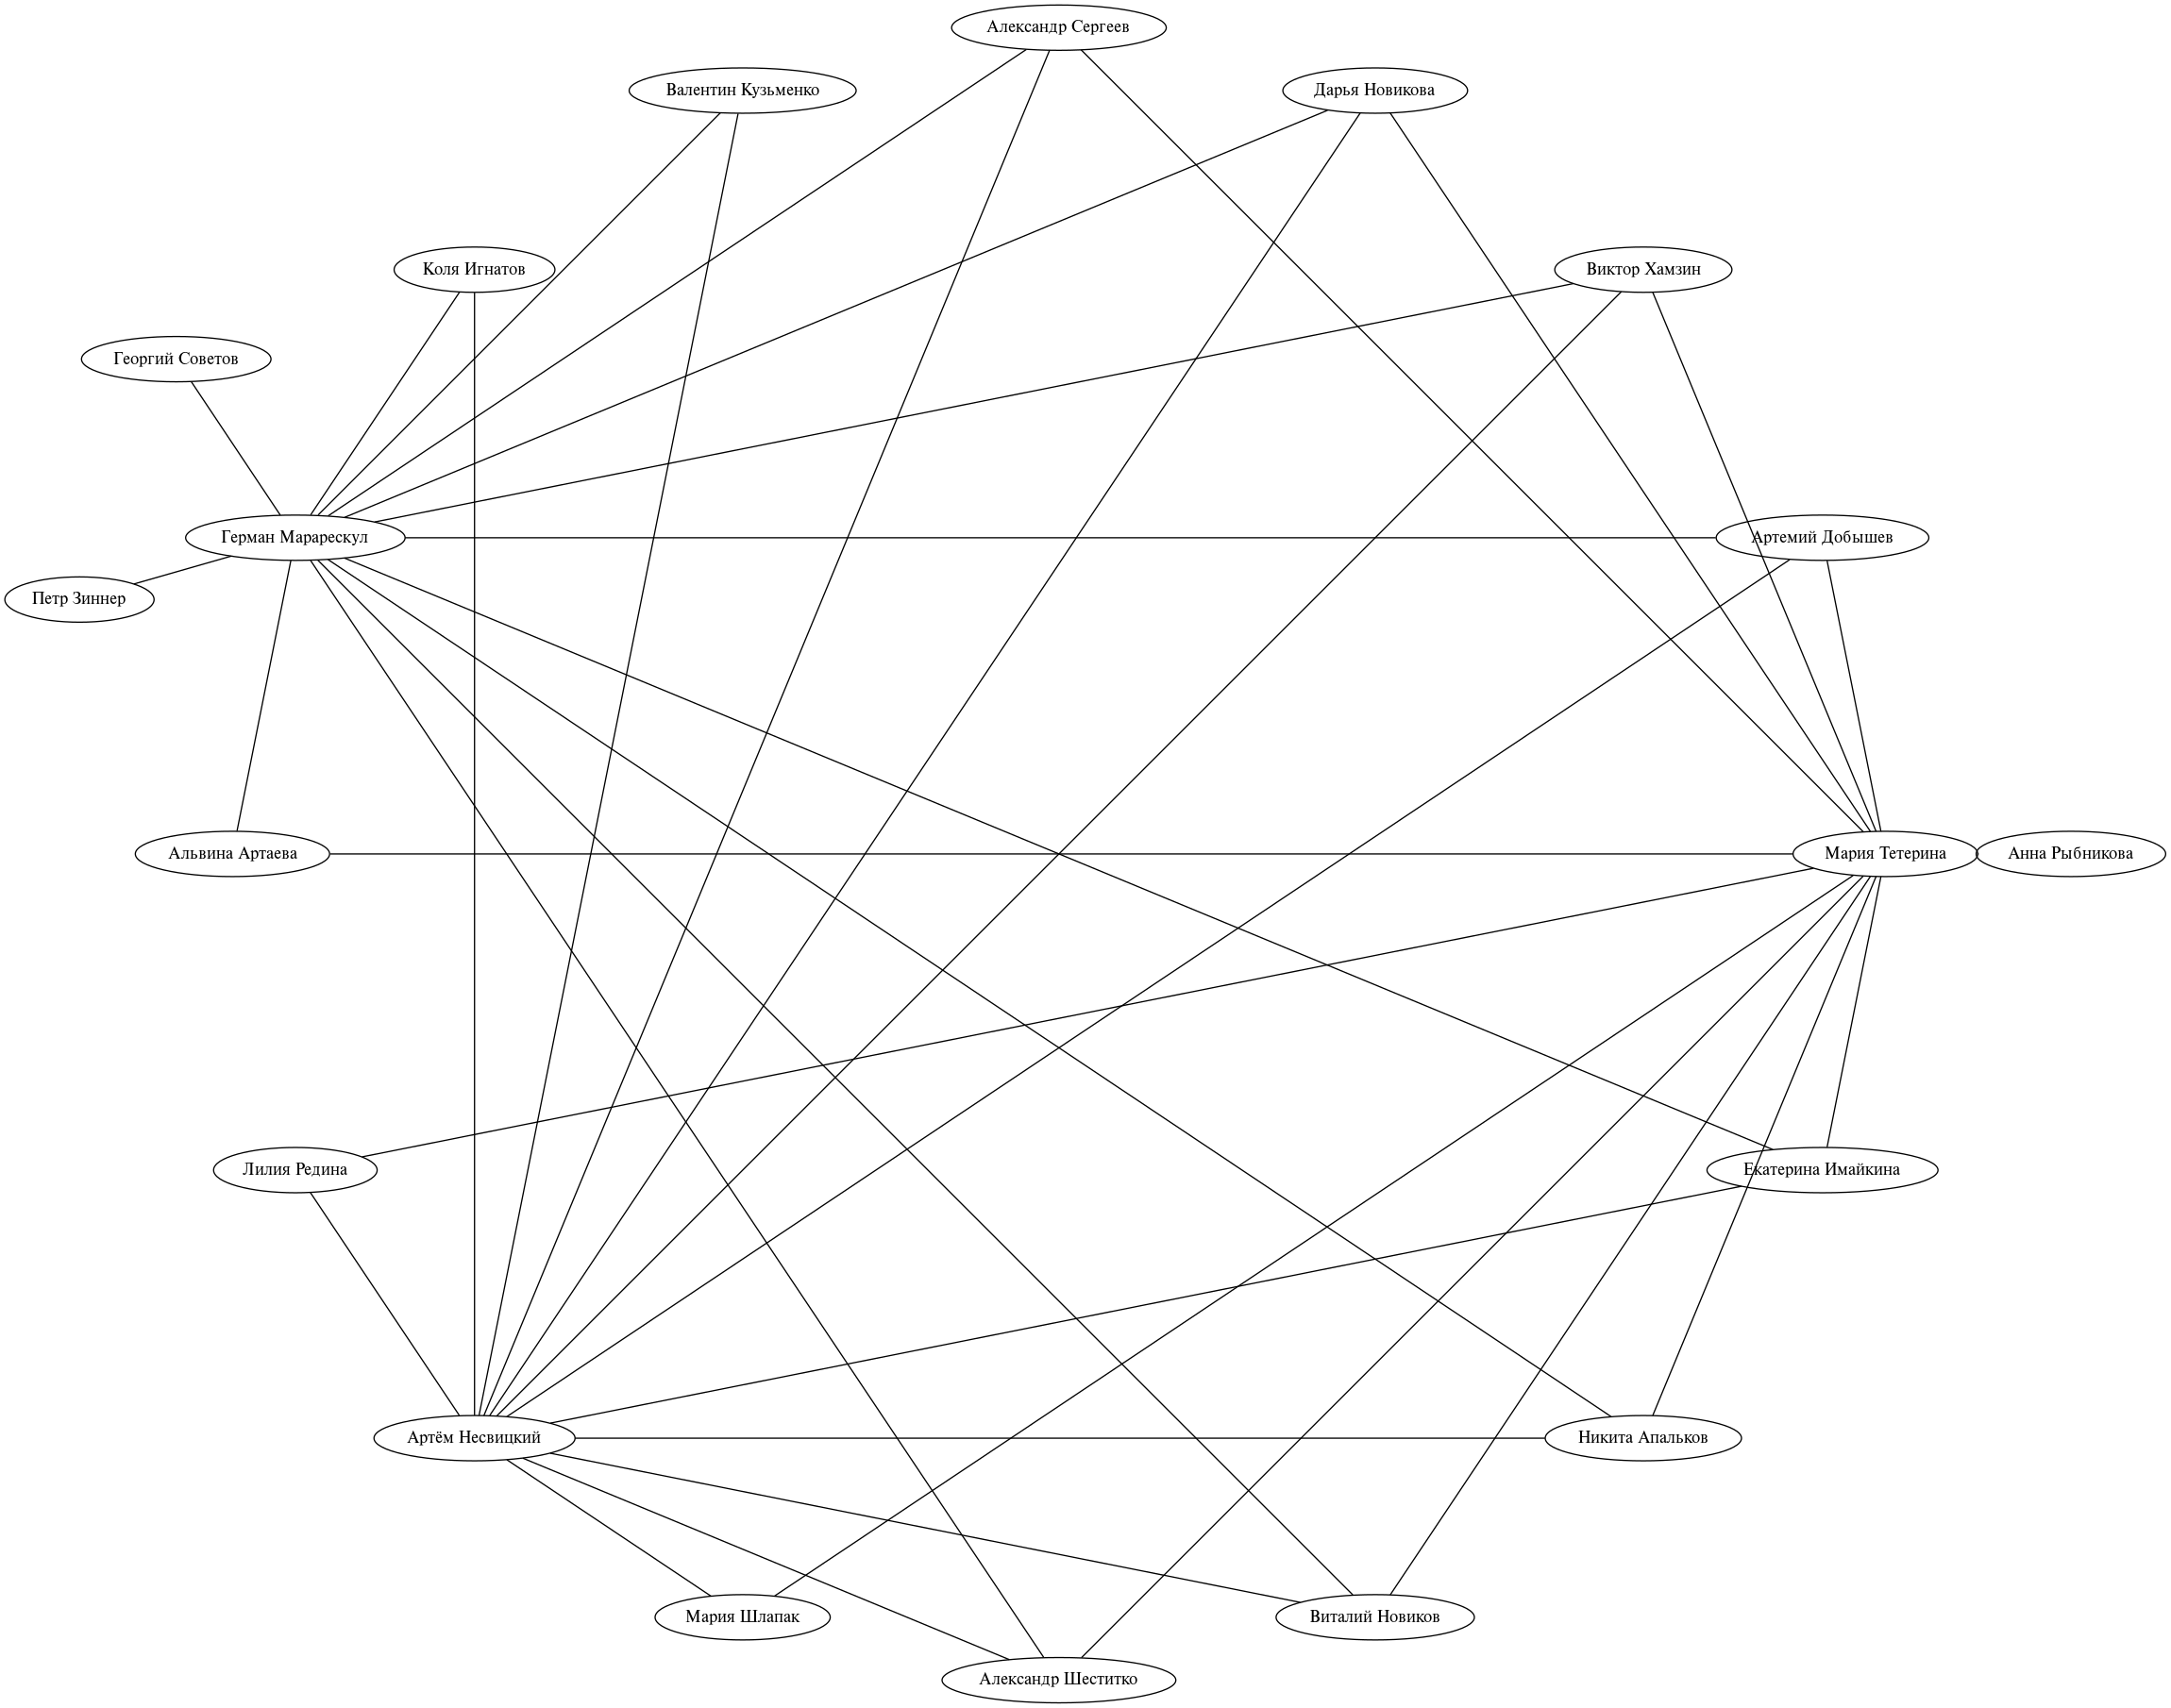 Александр Сергеев
Валентин Кузьменко
Дарья Новикова
Коля Игнатов
Виктор Хамзин
Георгий Советов
Герман Марарескул
Артемий Добышев
Петр Зиннер
Альвина Артаева
Мария Тетерина
Анна Рыбникова
Лилия Редина
Екатерина Имайкина
Артём Несвицкий
Никита Апальков
Мария Шлапак
Виталий Новиков
Александр Шеститко